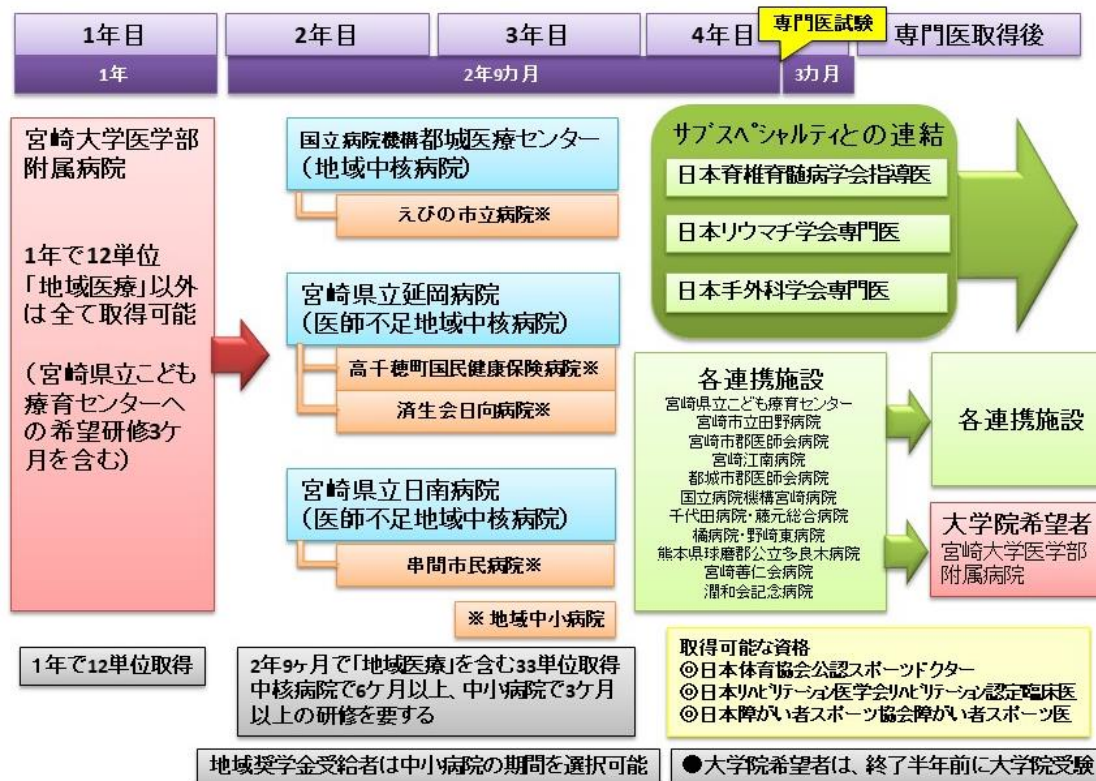 1年目
2年目
3年目
4年目
専門医試験
専門医取得後
1年
2年9カ月
3カ月
宮崎大学医学部
附属病院
1年で12単位
「地域医療」以外
は全て取得可能
(宮崎県立こども
療育センターへ
の希望研修3ケ
月を含む)
国立病院機構都城医療センター
(地域中核病院)
えびの市立病院※
宮崎県立延岡病院
(医師不足地域中核病院)
高千穂町国民健康保険病院※
済生会日向病院※
宮崎県立日南病院
(医師不足地域中核病院)
串間市民病院※
※地域中小病院
サブスペシャルティとの連結
日本脊椎脊髄病学会指導医
日本リウマチ学会専門医
日本手外科学会専門医
各連携施設
宮崎県立こども療育センター
宮崎市立田野病院
宮崎市郡医師会病院
宮崎江南病院
都城市郡医師会病院
国立病院機構宮崎病院
千代田病院・藤元総合病院
橘病院・野崎東病院
熊本県球磨郡公立多良木病院
宮崎善仁会病院
潤和会記念病院
各連携施設
大学院希望者
宮崎大学医学部
附属病院
1年で12単位取得
2年9ヶ月で「地域医療」を含む33単位取得
中核病院で6ケ月以上、中小病院で3ケ月
以上の研修を要する
取得可能な資格
◎日本体育協会公認スポーツドクター
◎日本リハビリテーション医学会リハビリテーション認定臨床医
◎日本障がい者スポーツ協会障がい者スポーツ医
地域奨学金受給者は中小病院の期間を選択可能
●大学院希望者は、終了半年前に大学院受験